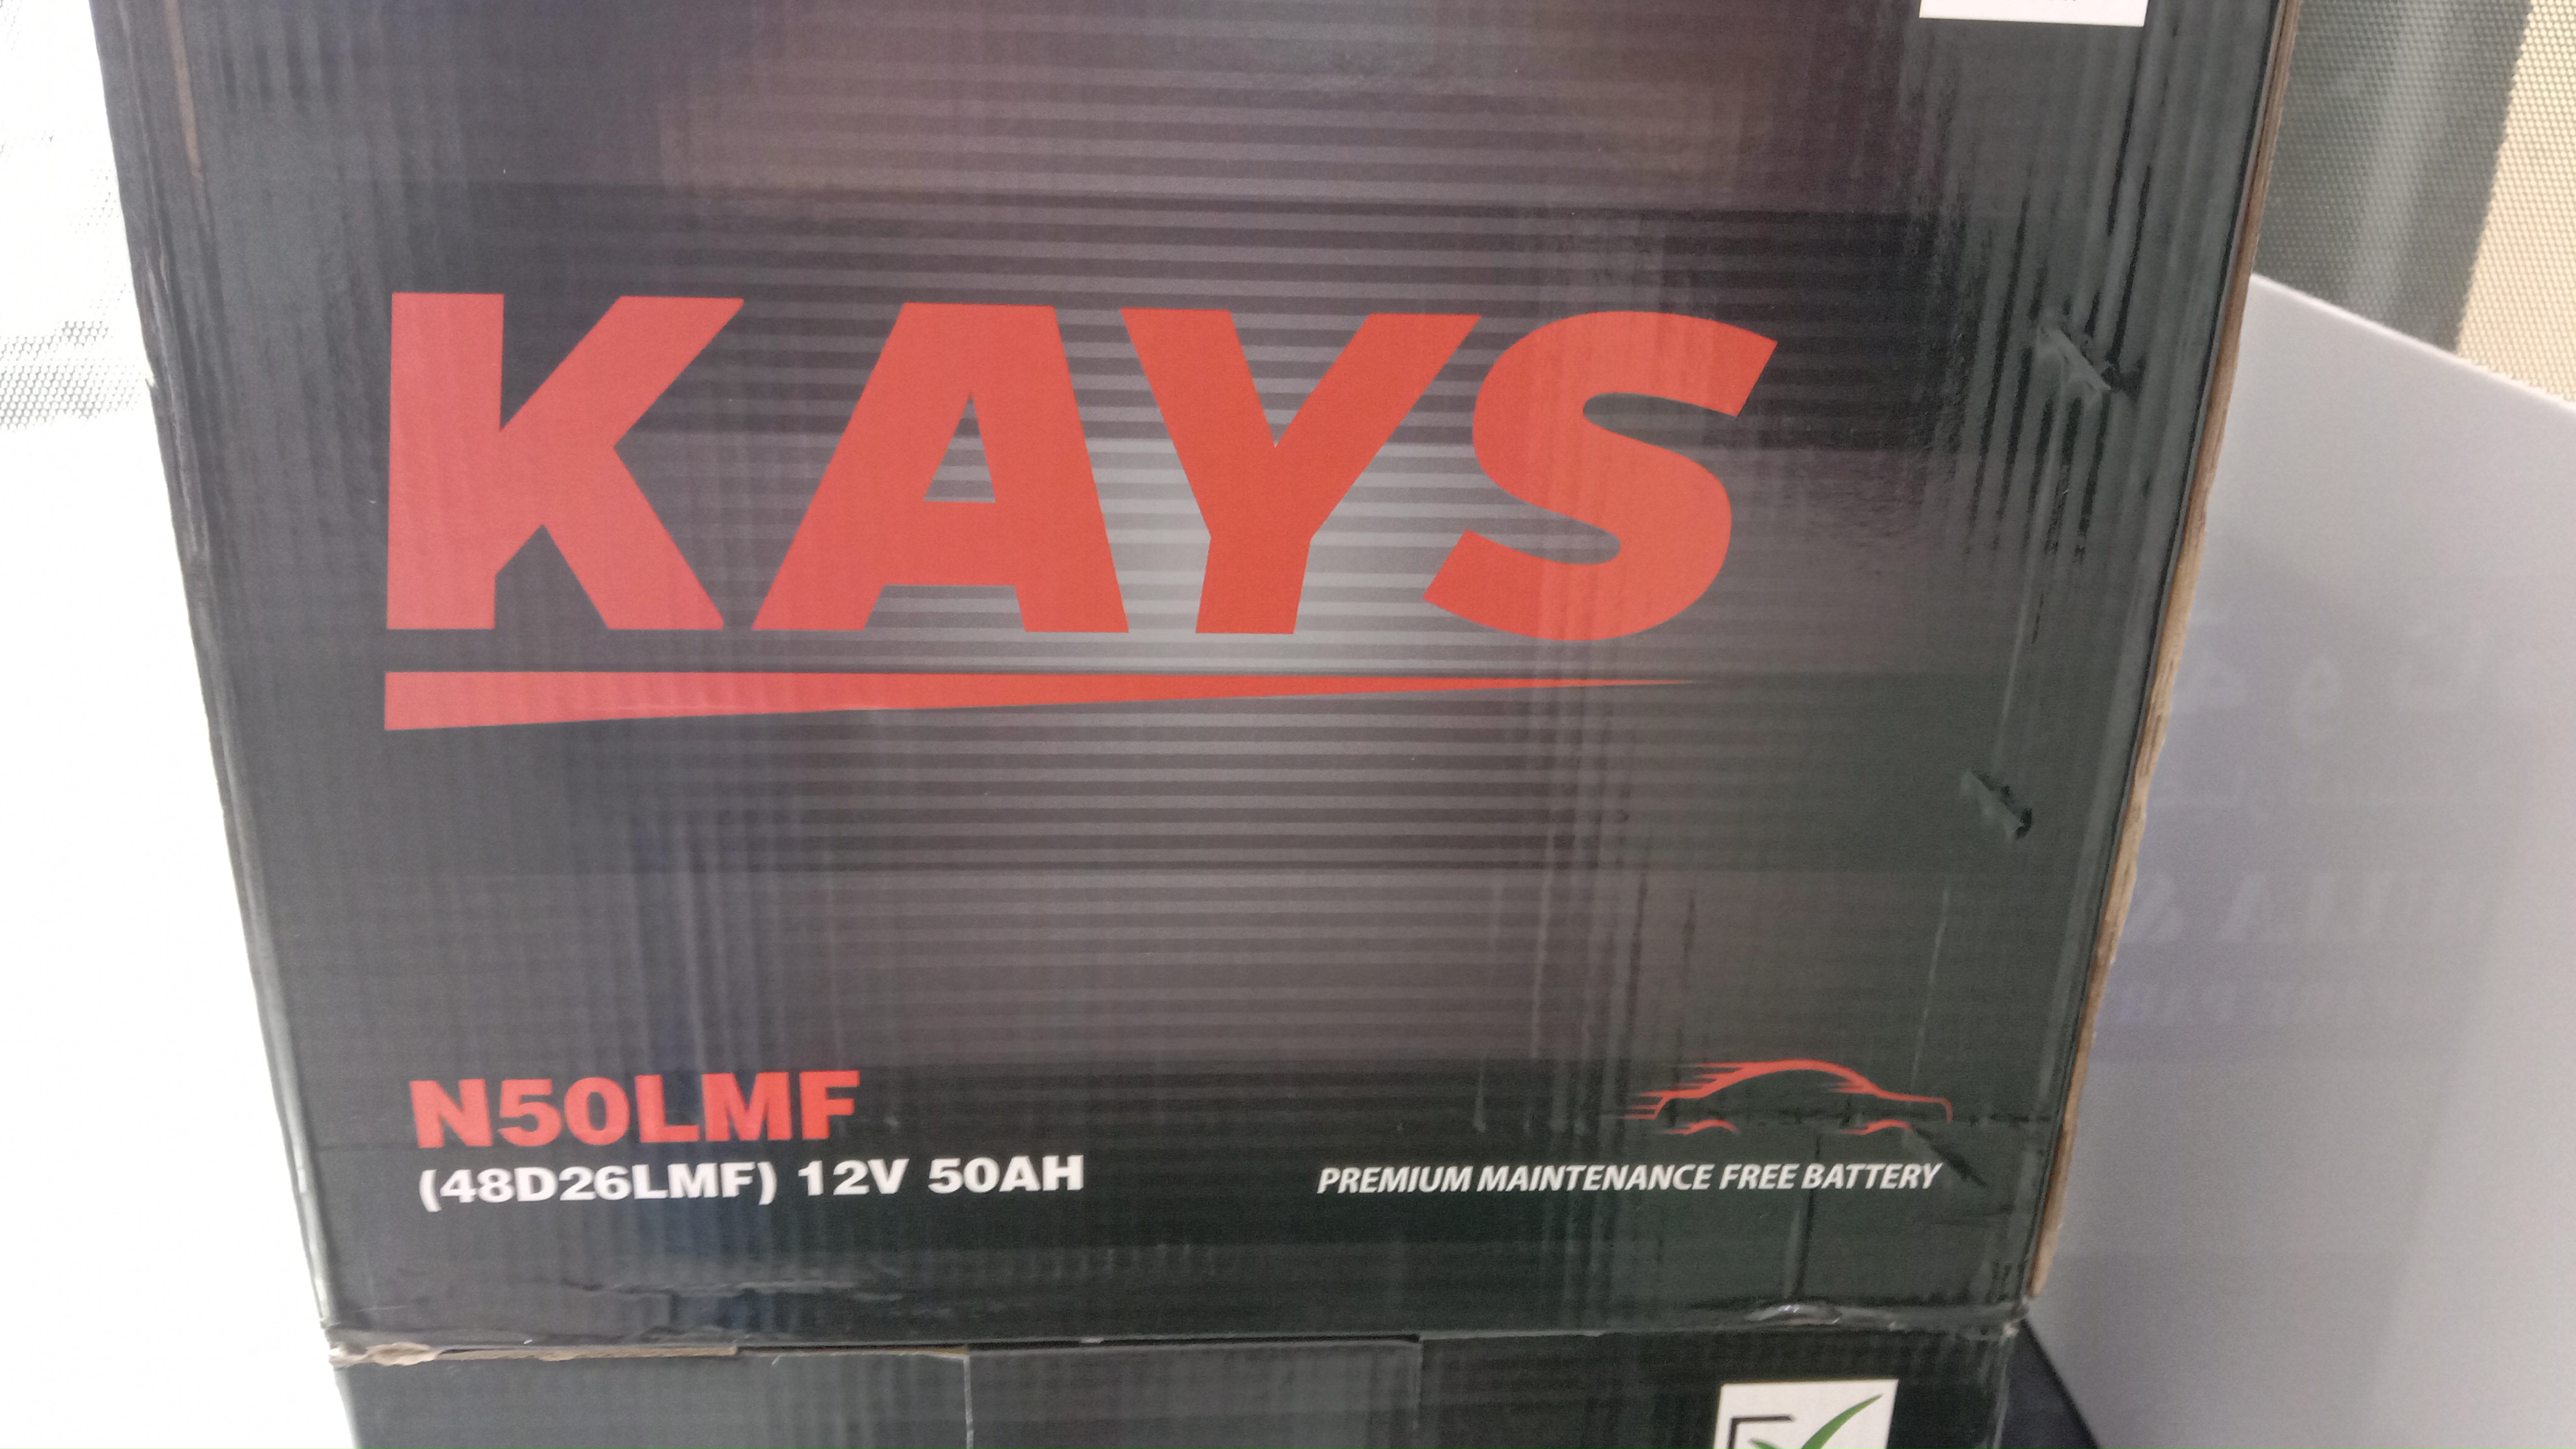 KAYS
N50LMF
(48D26LMF) 12V 50AH
PREMIUM MAINTENANCE FREE BATTERY